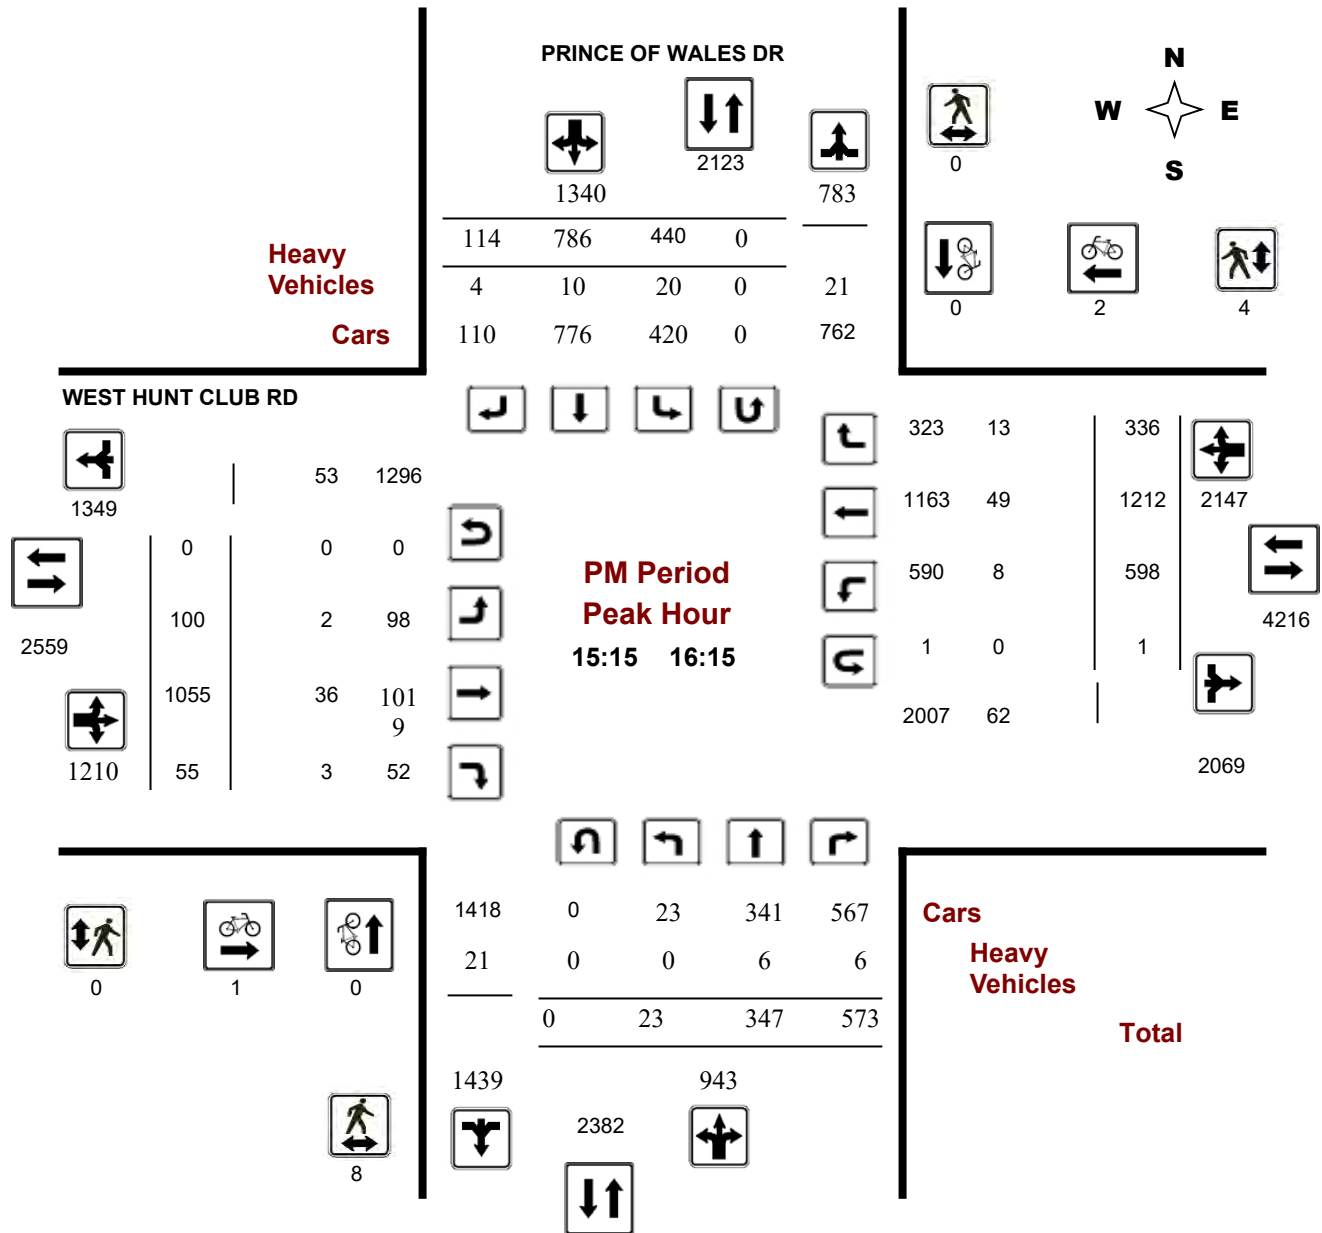 PRINCE OF WALES DR
N
W E
S
2123
0
1340 783
114 786 440 0
Heavy
Vehicles
4 10 20 0 21
0 2 4
Cars
110 776 420 0 762
WEST HUNT CLUB RD
323 13 336
53 1296
1349
1163 49 1212 2147
0 0 0
PM Period
590 8 598
Peak Hour
100 2 98
4216
2559
15:15 16:15
1 0 1
1055 36 101
9
2007 62
1210 55 3 52
2069
1418 0 23 341 567
Cars
21 0 0 6 6
Heavy
Vehicles
0 1 0
0 23 347 573
Total
1439 943
2382
8